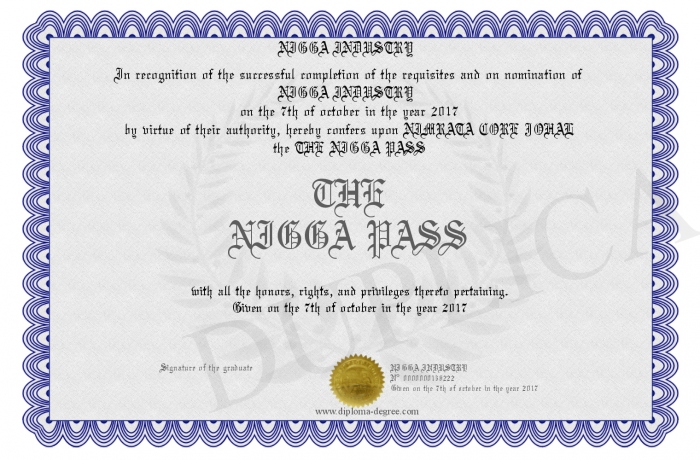 NIGGA INDUSTRY
In recognition of the successful completion of the requisites and on nomination of
NIGGA INDUSTRY
on the 7th of october in the year 2017
by virtue of their authority, hereby confers upon NIMRATA CORE JOHAL
the THE NIGGA PASS
THE
NIGGA PASS
with all the honors, rights, and privileges thereto pertaining.
Given on the 7th of october in the year 2017
Signature of the graduate
NIGGA INDUSTRY
N° 0000000138222
Given on the 7th of october in the year 2017
www.diploma-degree.com
DUPLICA